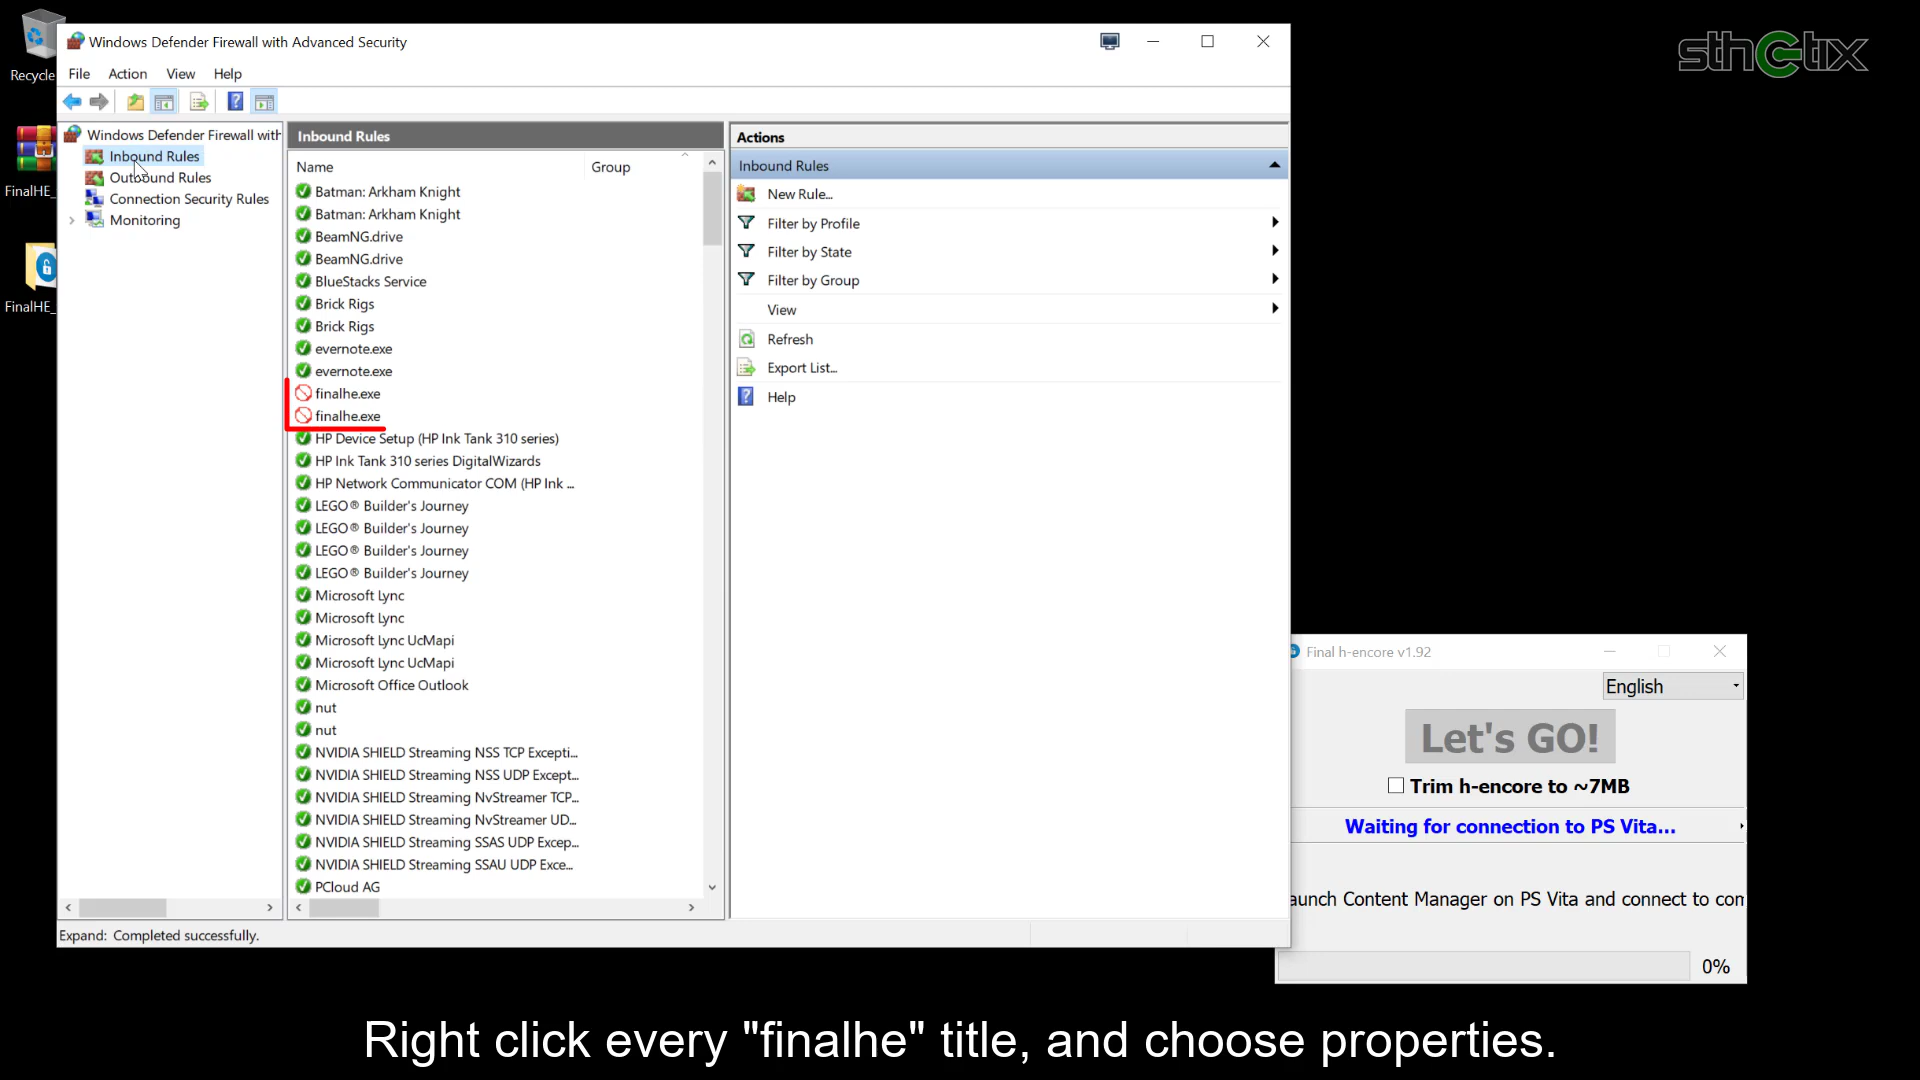 Recycle
FinalHE_
FinalHE_
Windows Defender Firewall with Advanced Security
File Action View Help
Windows Defender Firewall with
Inbound Rules
Outbound Rules
Connection Security Rules
Monitoring
Inbound Rules
Name Group
Batman: Arkham Knight
Batman: Arkham Knight
BeamNG.drive
BeamNG.drive
BlueStacks Service
Brick Rigs
Brick Rigs
evernote.exe
evernote.exe
finalhe.exe
finalhe.exe
HP Device Setup (HP Ink Tank 310 series)
HP Ink Tank 310 series DigitalWizards
HP Network Communicator COM (HP Ink ...
LEGO® Builder's Journey
LEGO® Builder's Journey
LEGO® Builder's Journey
LEGO® Builder's Journey
Microsoft Lync
Microsoft Lync
Microsoft Lync UcMapi
Microsoft Lync UcMapi
Microsoft Office Outlook
nut
nut
NVIDIA SHIELD Streaming NSS TCP Excepti...
NVIDIA SHIELD Streaming NSS UDP Except...
NVIDIA SHIELD Streaming NvStreamer TCP...
NVIDIA SHIELD Streaming NvStreamer UD...
NVIDIA SHIELD Streaming SSAS UDP Excep...
NVIDIA SHIELD Streaming SSAU UDP Exce...
PCloud AG
Actions
Inbound Rules
New Rule...
Filter by Profile
Filter by State
Filter by Group
View
Refresh
Export List...
Help
Expand: Completed successfully.
sthetix
Final h-encore v1.92
English
Let's GO!
Trim h-encore to ~7MB
Waiting for connection to PS Vita...
aunch Content Manager on PS Vita and connect to com
0%
Right click every "finalhe" title, and choose properties.